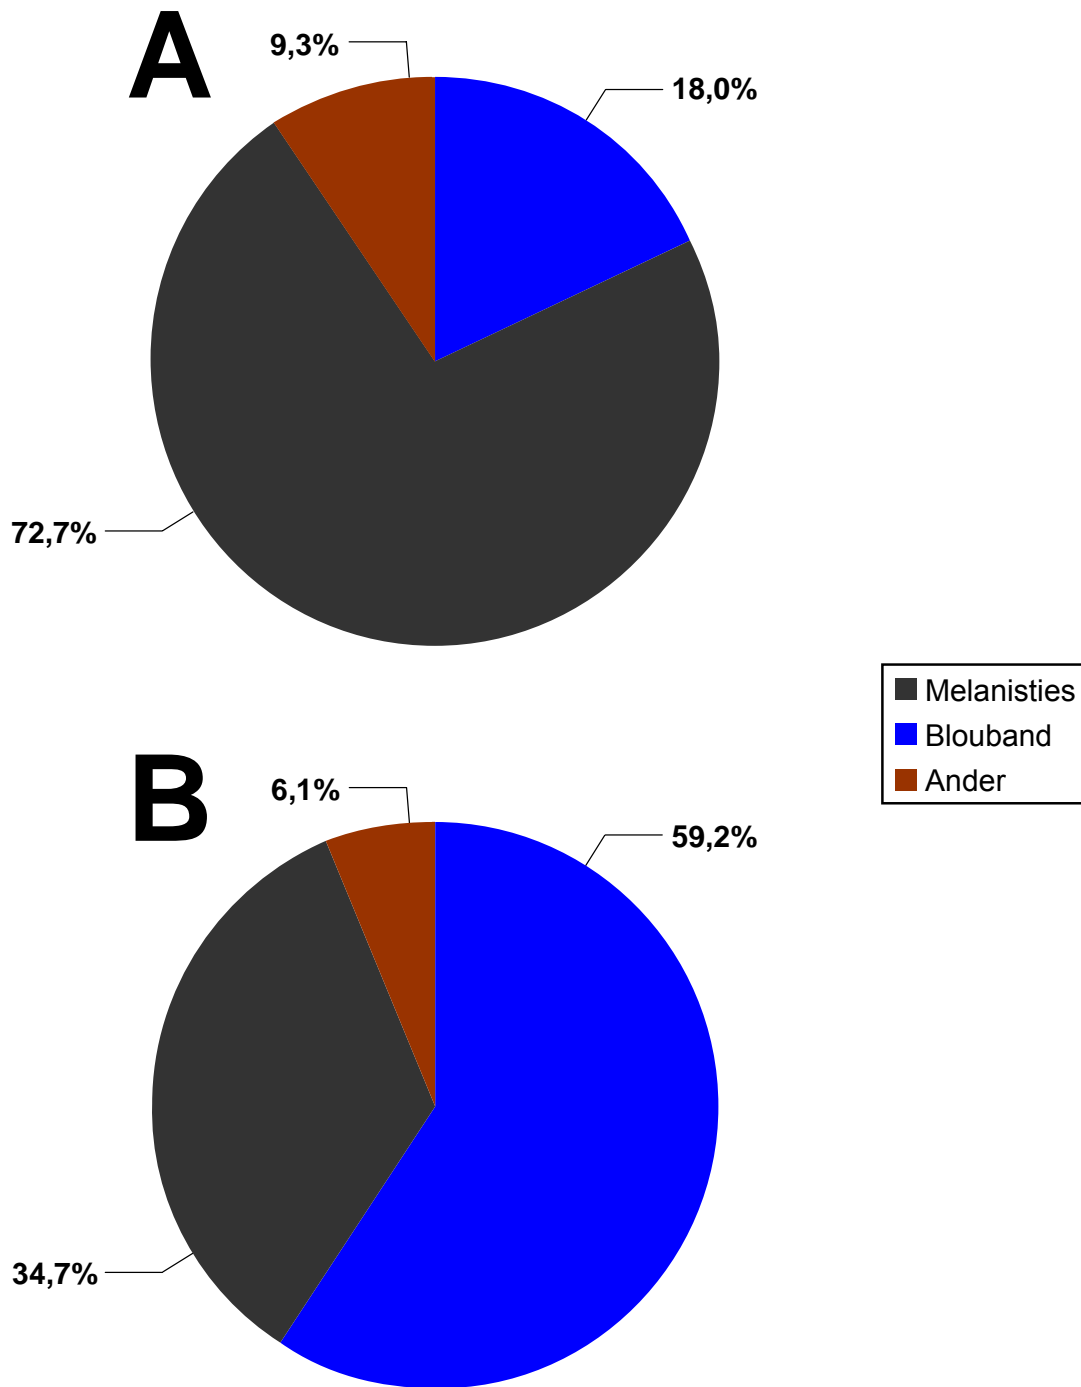 A
9,3%
18,0%
72,7%
Melanisties
Blouband
Ander
B
6,1%
59,2%
34,7%